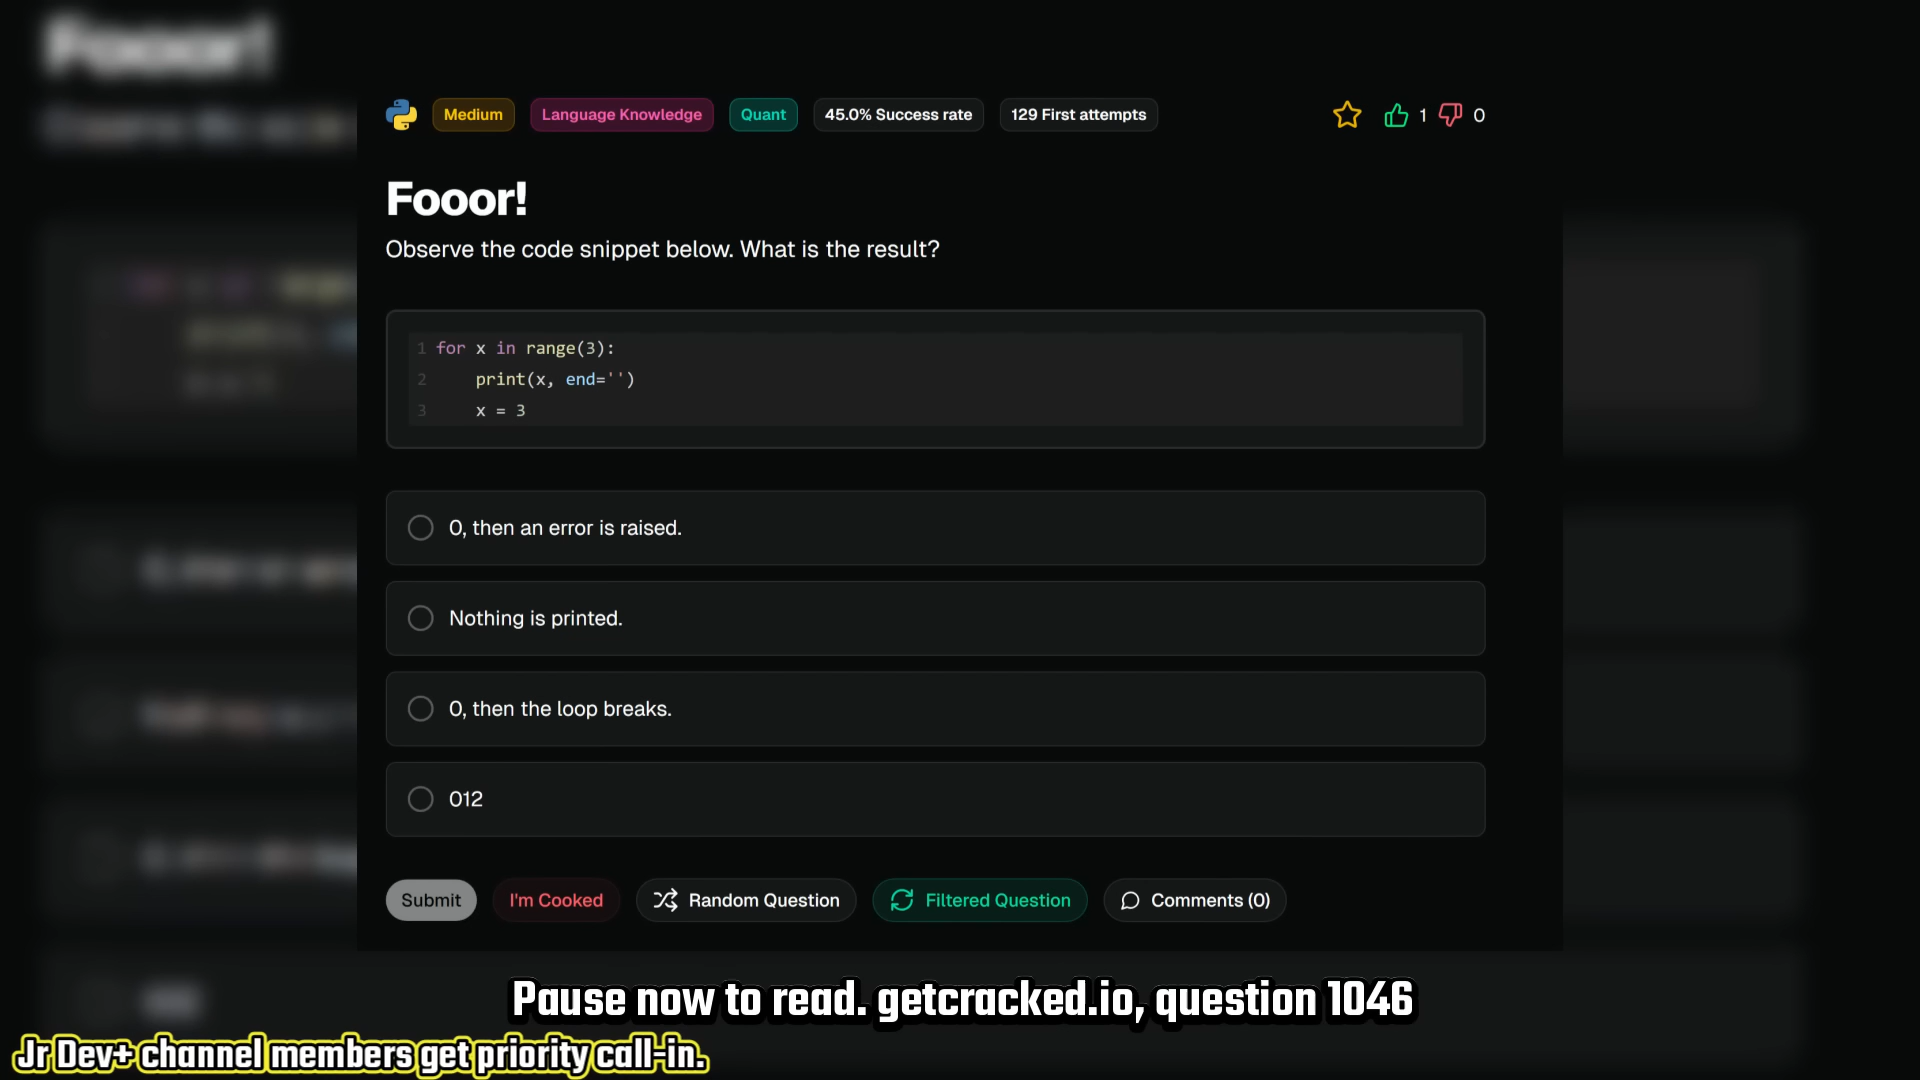 Fooor!
Medium
Language Knowledge
Quant
45.0% Success rate
129 First attempts
1
0
Fooor!
Observe the code snippet below. What is the result?
1 for x in range(3):
2     print(x, end='')
3     x = 3
0, then an error is raised.
Nothing is printed.
0, then the loop breaks.
012
Submit
I'm Cooked
Random Question
Filtered Question
Comments (0)
Pause now to read. getcracked.io, question 1046
Jr Dev+ channel members get priority call-in.